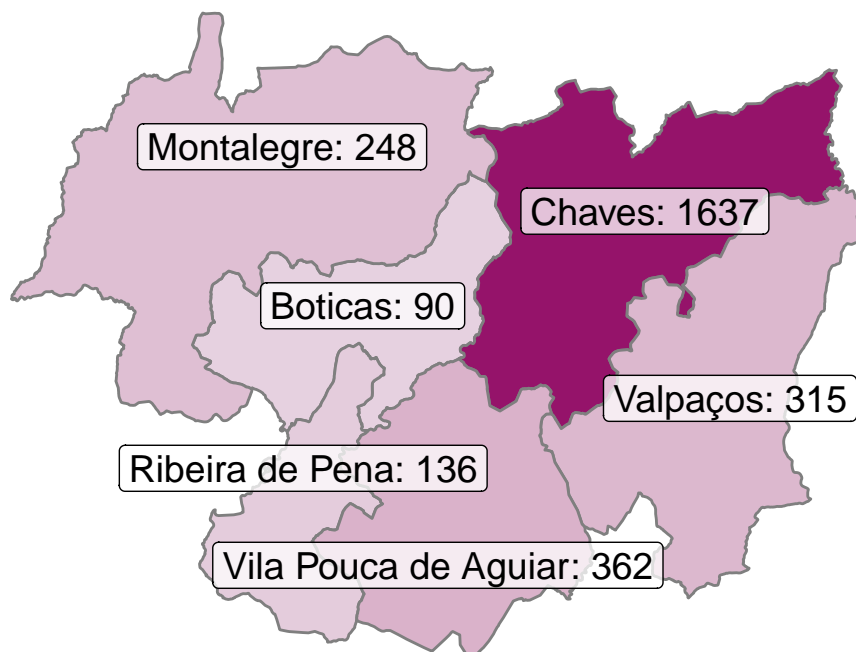 Montalegre: 248
Chaves: 1637
Boticas: 90
Valpaços: 315
Ribeira de Pena: 136
Vila Pouca de Aguiar: 362